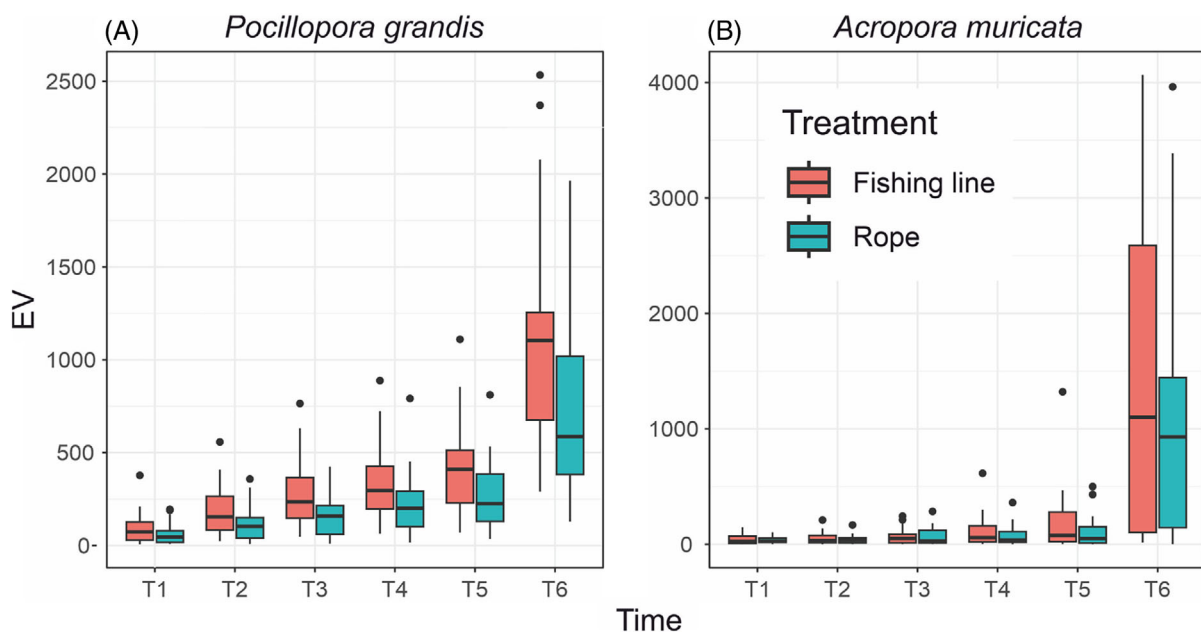 (A) Pocillopora grandis
(B) Acropora muricata
EV
2500
2000
1500
1000
500
0
4000
3000
2000
1000
0
Treatment
Fishing line
Rope
T1 T2 T3 T4 T5 T6
T1 T2 T3 T4 T5 T6
Time